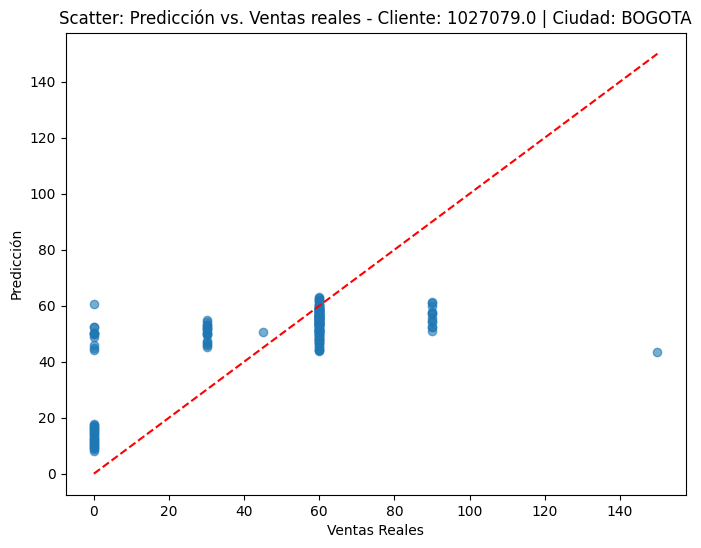 Scatter: Predicción vs. Ventas reales - Cliente: 1027079.0 | Ciudad: BOGOTA
Predicción
140
120
100
80
60
40
20
0
0 20 40 60 80 100 120 140
Ventas Reales